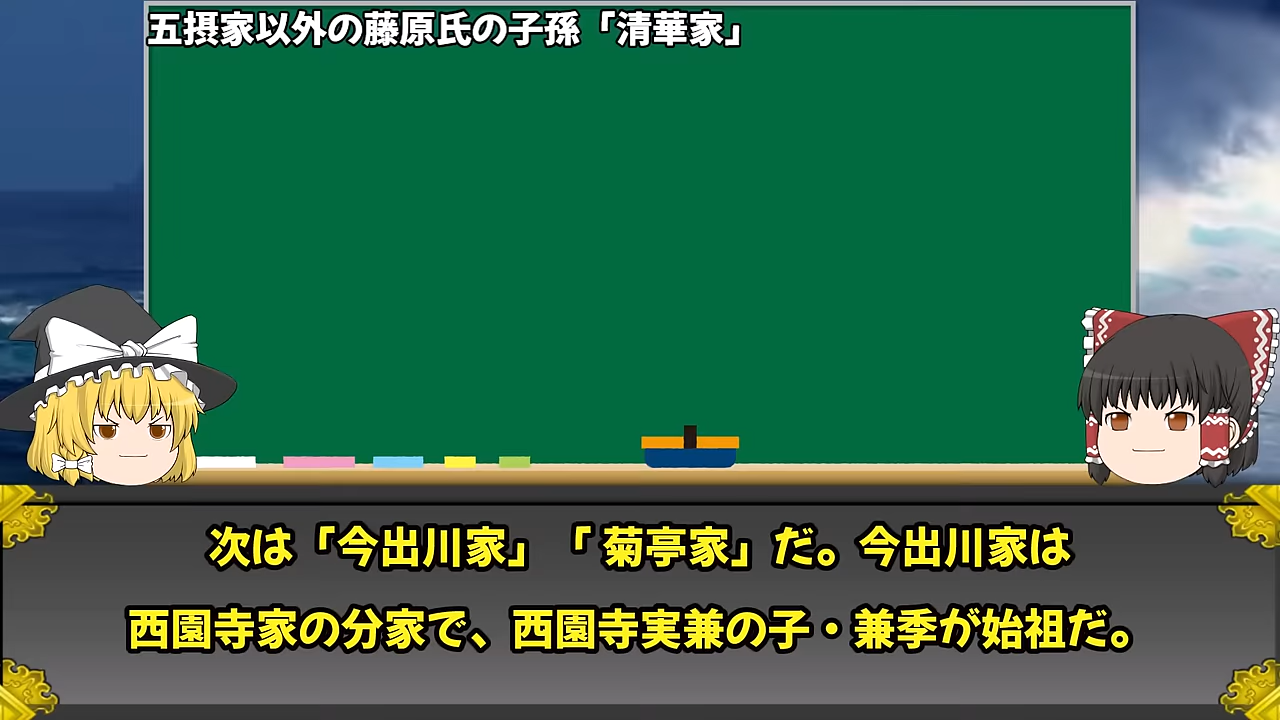 五摂家以外の藤原氏の子孫「清華家」
次は「今出川家」「菊亭家」だ。今出川家は
西園寺家の分家で、西園寺実兼の子・兼季が始祖だ。